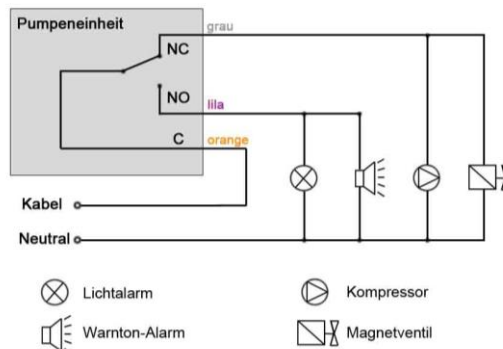 Pumpeneinheit
grau
NC
NO
lila
C
orange
Kabel
Neutral
Lichtalarm
Kompressor
Warnton-Alarm
Magnetventil